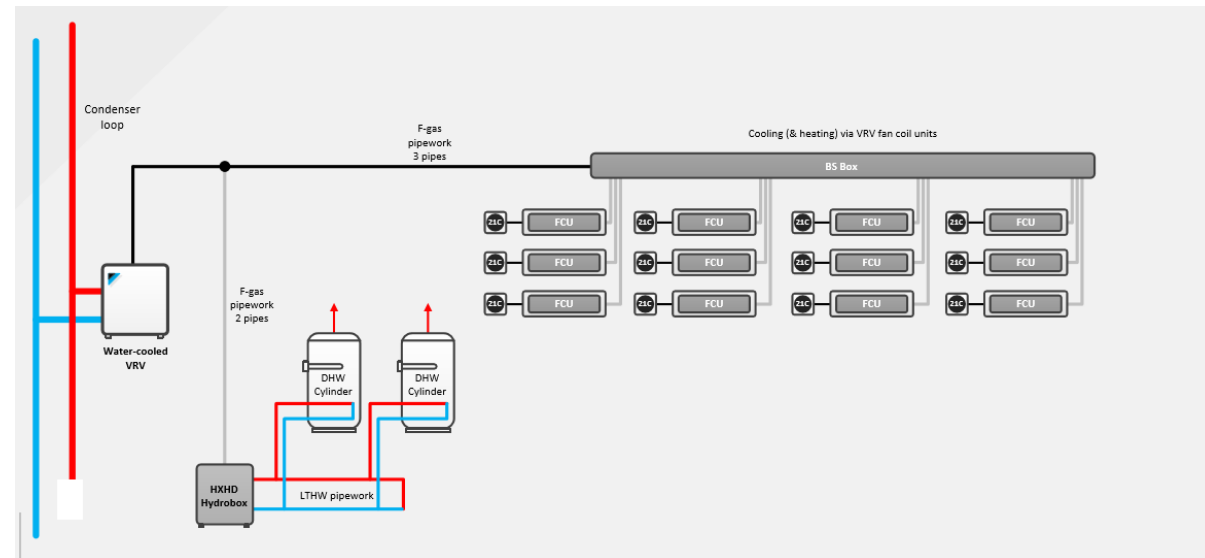 Condenser
loop
F-gas
pipework
3 pipes
Cooling (& heating) via VRV fan coil units
BS Box
21C FCU 21C FCU 21C FCU 21C FCU
21C FCU 21C FCU 21C FCU 21C FCU
21C FCU 21C FCU 21C FCU 21C FCU
F-gas
pipework
2 pipes
Water-cooled
VRV
DHW
Cylinder
DHW
Cylinder
HXHD
Hydrobox
LTHW pipework